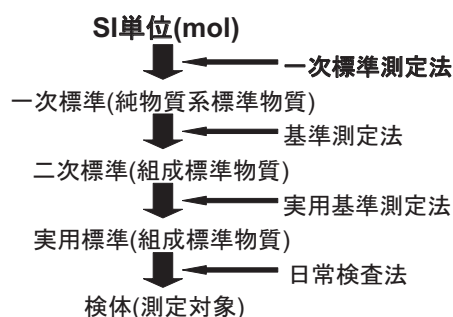 SI単位(mol)
一次標準測定法
一次標準(純物質系標準物質)
基準測定法
二次標準(組成標準物質)
実用基準測定法
実用標準(組成標準物質)
日常検査法
検体(測定対象)